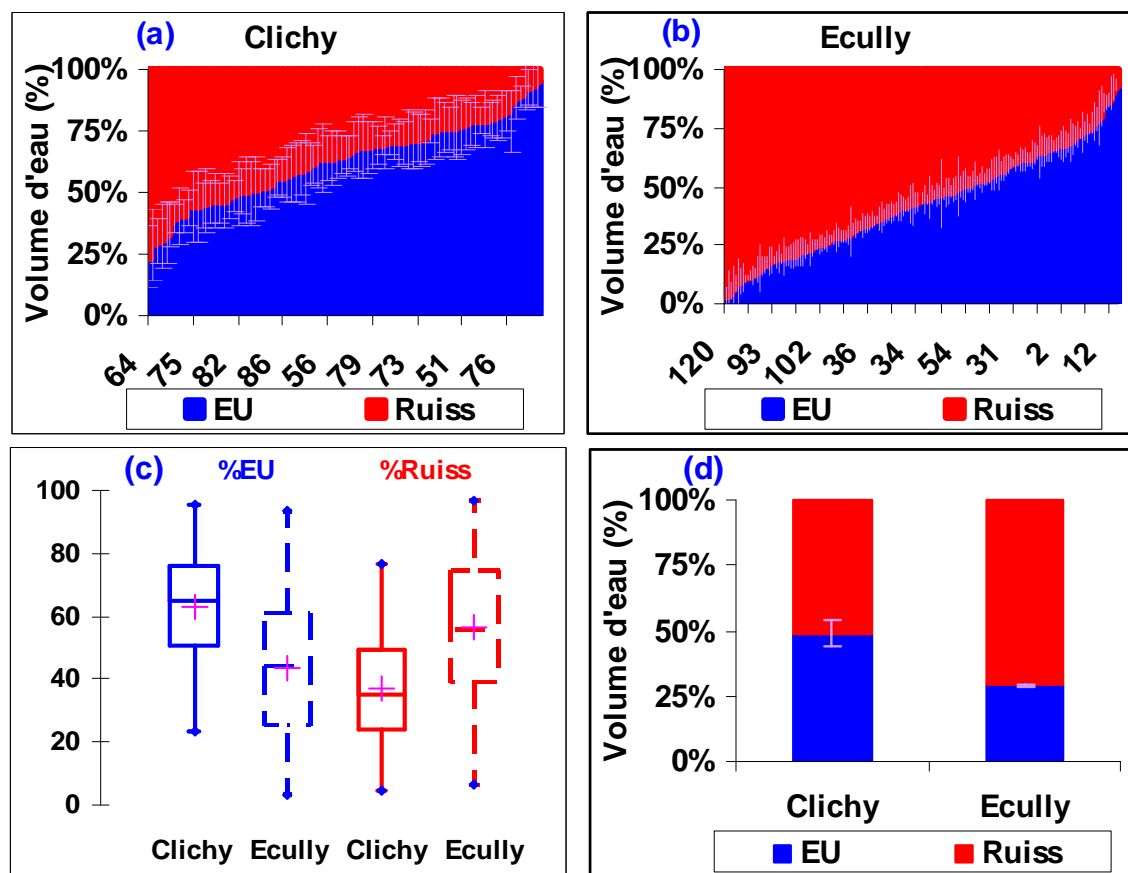 (a) Clichy
Volume d'eau (%)
100%
75%
50%
25%
0%
64 75 82 86 56 79 73 51 76
EU Ruiss
(b) Ecully
Volume d'eau (%)
100%
75%
50%
25%
0%
120 93 102 36 34 54 31 2 12
EU Ruiss
(c) %EU %Ruiss
100
80
60
40
20
0
Clichy Ecully Clichy Ecully
(d)
Volume d'eau (%)
100%
75%
50%
25%
0%
Clichy Ecully
EU Ruiss